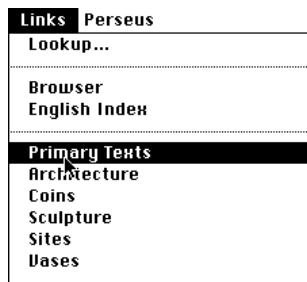 Links Perseus
Lookup...
Browser
English Index
Primary Texts
Architecture
Coins
Sculpture
Sites
Vases